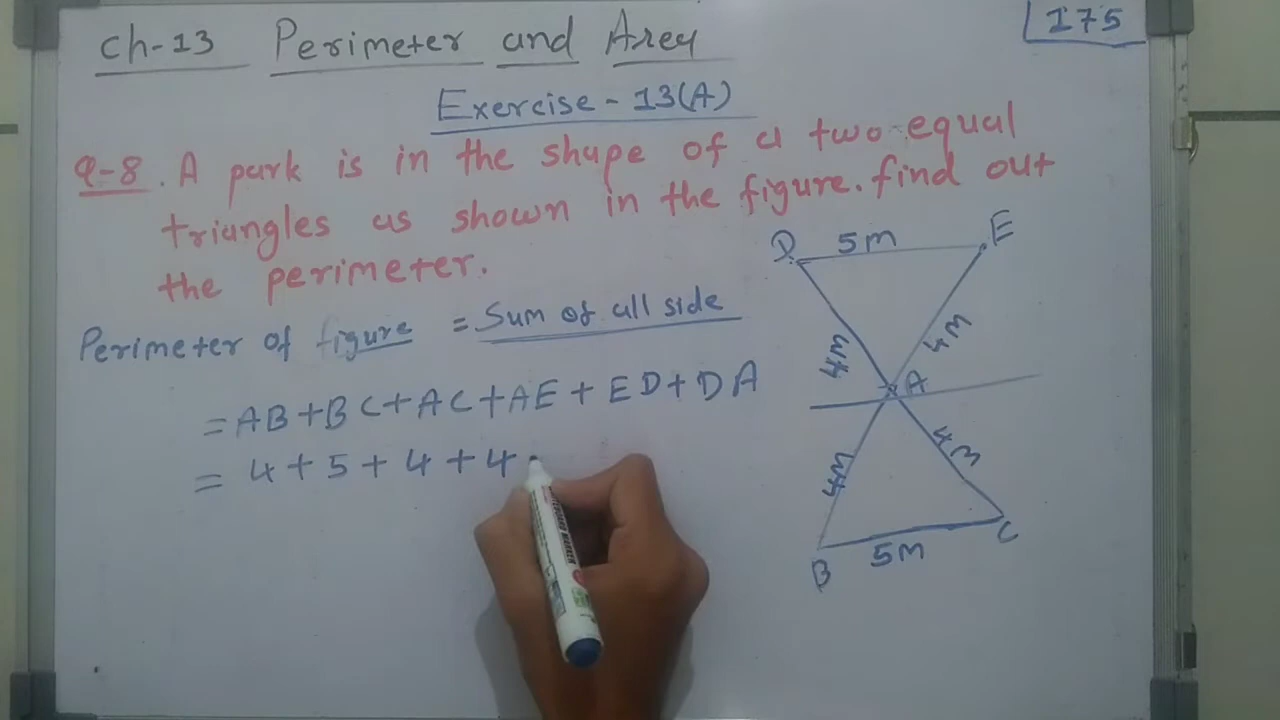 Ch-13 Perimeter and Area
175
Exercise - 13(A)
Q-8. A park is in the shape of a two equal
triangles as shown in the figure. find out
the perimeter.
Perimeter of figure = Sum of all side
= AB+BC+AC+AE+ED+DA
= 4+5+4+4
D 5m E
4m 4m
A
4m 4m
B 5m C